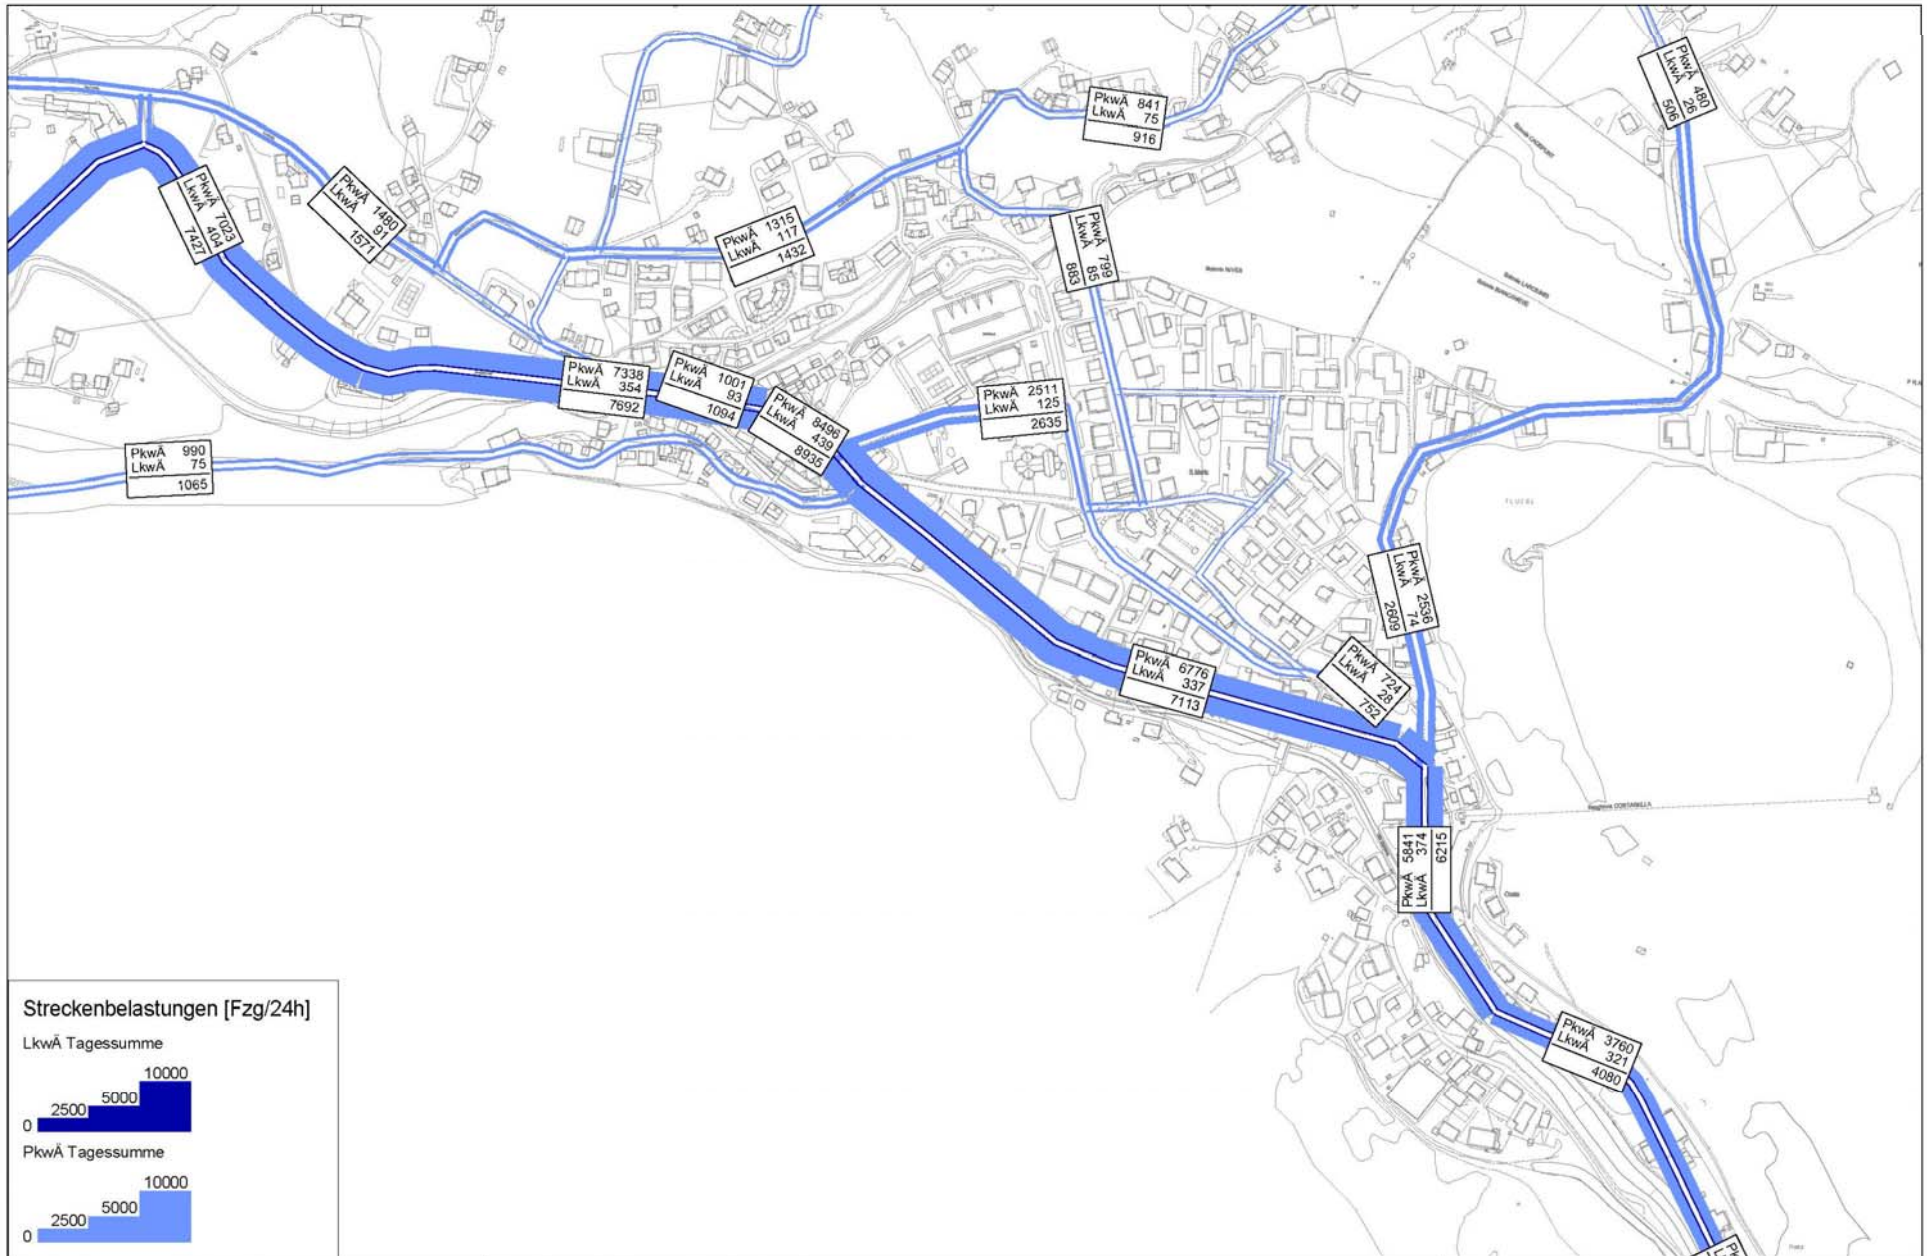 PkwÄ 480
LkwÄ 26
506
PkwÄ 841
LkwÄ 75
916
PkwÄ 7023
LkwÄ 404
7427
PkwÄ 1480
LkwÄ 91
1571
PkwÄ 1315
LkwÄ 117
1432
PkwÄ 799
LkwÄ 85
883
PkwÄ 7338
LkwÄ 354
7692
PkwÄ 1001
LkwÄ 93
1094
PkwÄ 8496
LkwÄ 439
8935
PkwÄ 2511
LkwÄ 125
2635
PkwÄ 990
LkwÄ 75
1065
FLUEBL
PkwÄ 2536
LkwÄ 74
2609
PkwÄ 6776
LkwÄ 337
7113
PkwÄ 724
LkwÄ 28
752
PkwÄ 5841
LkwÄ 374
6215
PkwÄ 3760
LkwÄ 321
4080
Streckenbelastungen [Fzg/24h]
LkwÄ Tagessumme
0 2500 5000 10000
PkwÄ Tagessumme
0 2500 5000 10000